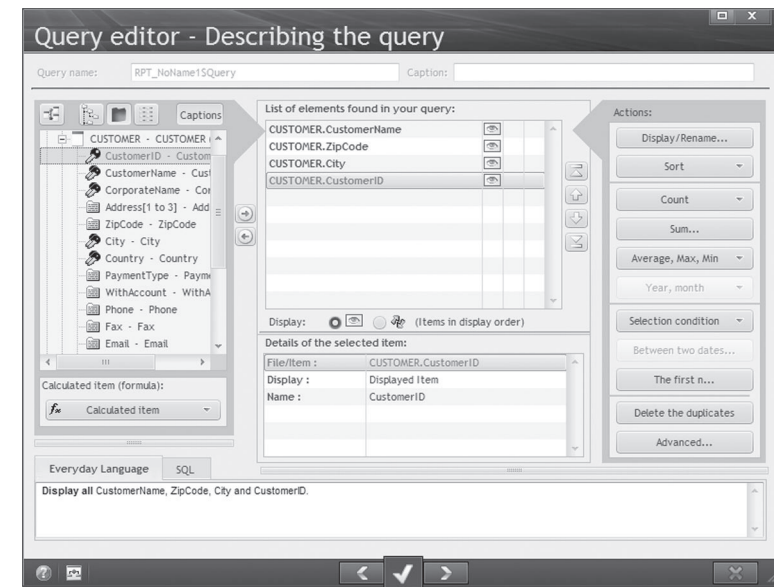 Query editor - Describing the query
Query name: RPT_NoName1$Query Caption:
Captions
CUSTOMER - CUSTOMER
CustomerID - Custom
CustomerName - Cust
CorporateName - Cor
Address[1 to 3] - Add
ZipCode - ZipCode
City - City
Country - Country
PaymentType - Payme
WithAccount - WithA
Phone - Phone
Fax - Fax
Email - Email
Calculated item (formula):
fx Calculated item
List of elements found in your query:
CUSTOMER.CustomerName
CUSTOMER.ZipCode
CUSTOMER.City
CUSTOMER.CustomerID
Display: (Items in display order)
Details of the selected item:
File/Item : CUSTOMER.CustomerID
Display : Displayed Item
Name : CustomerID
Actions:
Display/Rename...
Sort
Count
Sum...
Average, Max, Min
Year, month
Selection condition
Between two dates...
The first n...
Delete the duplicates
Advanced...
Everyday Language SQL
Display all CustomerName, ZipCode, City and CustomerID.